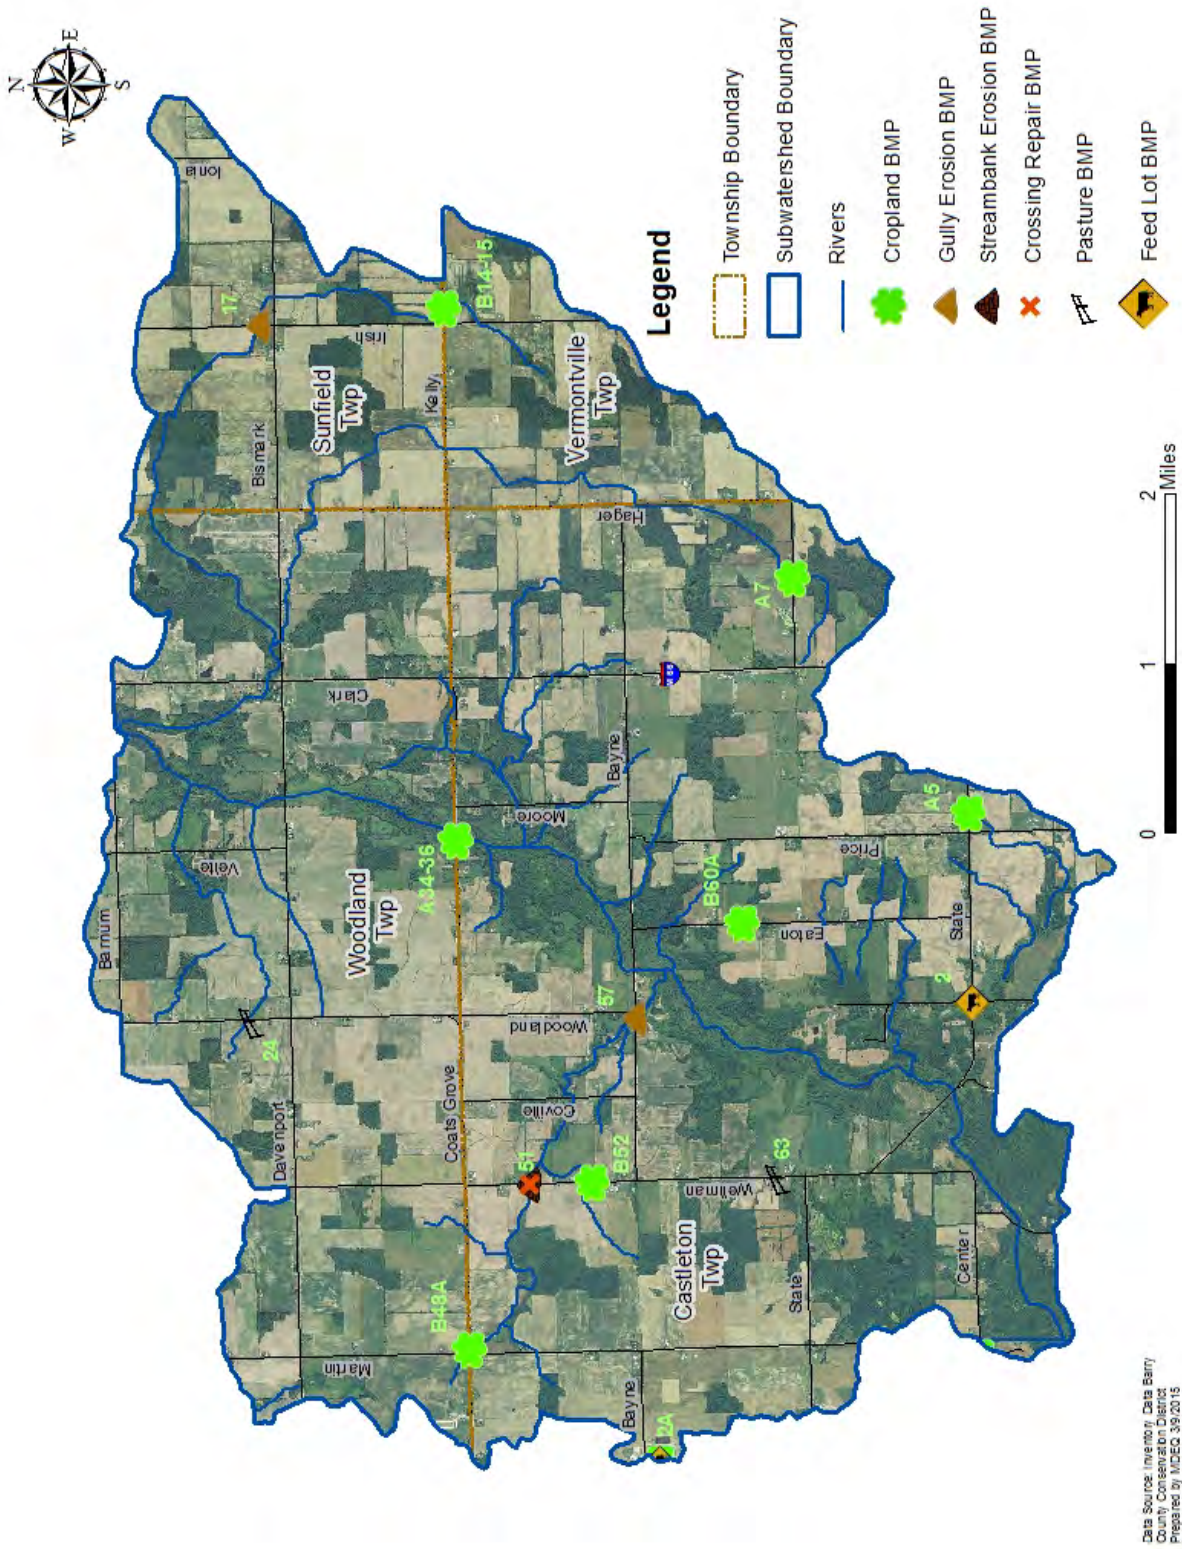 N
W
E
S
Ionia
17
Bismark
Irish
Sunfield
Twp
Kelly
B14-15
Vermontville
Twp
Hager
A7
Clark
Bayne
Moore
Barnum
Velte
Woodland
Twp
A34-36
B60A
Price
A5
Eaton
State
2
24
Davenport
Coats Grove
Woodland
57
Coville
51
B52
Wellman
63
Martin
B48A
Castleton
Twp
State
Center
Bayne
2A
Legend
Township Boundary
Subwatershed Boundary
Rivers
Cropland BMP
Gully Erosion BMP
Streambank Erosion BMP
Crossing Repair BMP
Pasture BMP
Feed Lot BMP
0
1
2
Miles
Data Source: Inventory Data Barry
County Conservation District
Prepared by MDEQ 3/9/2015